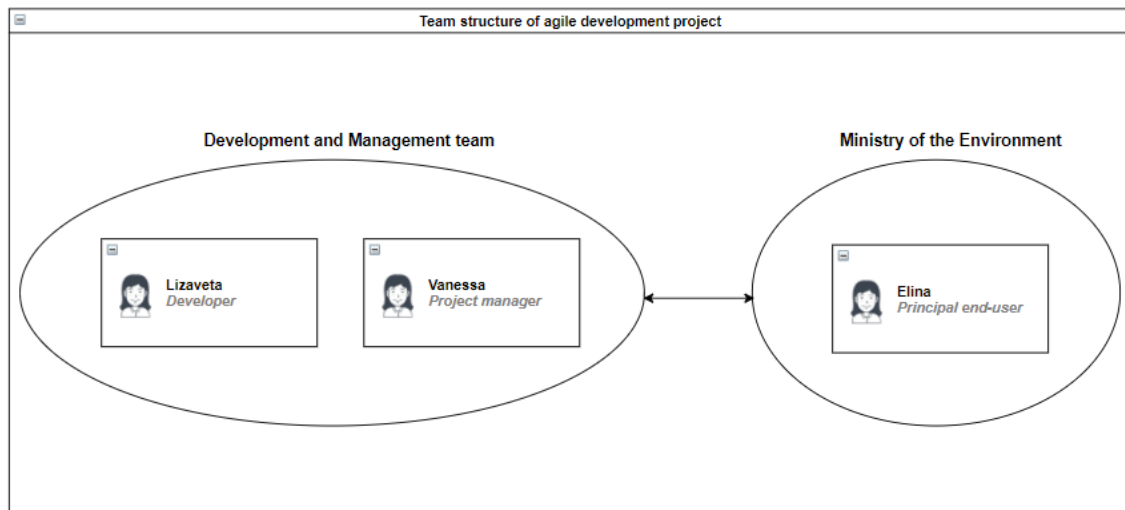 Team structure of agile development project
Development and Management team
Ministry of the Environment
Lizaveta
Developer
Vanessa
Project manager
Elina
Principal end-user